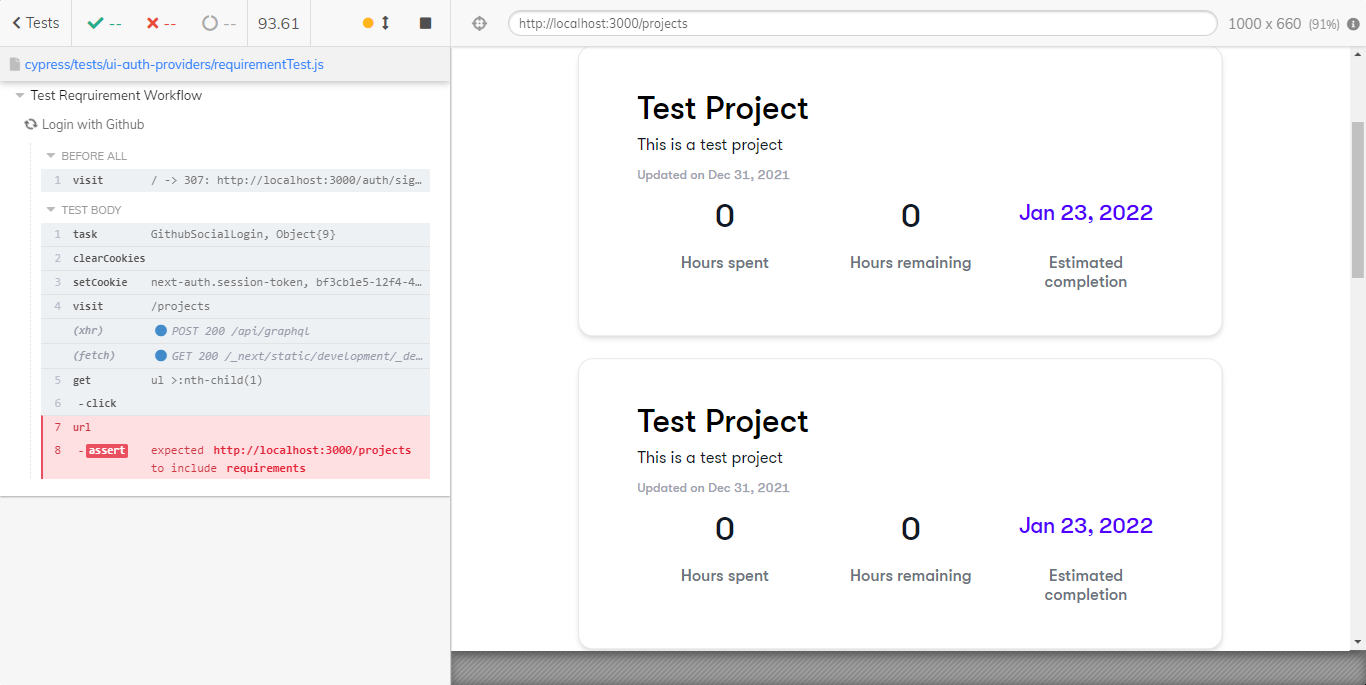 Tests
--
--
--
93.61
http://localhost:3000/projects
1000 x 660 (91%)
cypress/tests/ui-auth-providers/requirementTest.js
Test Reqruirement Workflow
Login with Github
BEFORE ALL
1 visit / -> 307: http://localhost:3000/auth/sig…
TEST BODY
1 task GithubSocialLogin, Object{9}
2 clearCookies
3 setCookie next-auth.session-token, bf3cb1e5-12f4-4…
4 visit /projects
(xhr) POST 200 /api/graphql
(fetch) GET 200 /_next/static/development/_de…
5 get ul >:nth-child(1)
6 -click
7 url
8 -assert expected http://localhost:3000/projects
to include requirements
Test Project
This is a test project
Updated on Dec 31, 2021
0 0 Jan 23, 2022
Hours spent Hours remaining Estimated
completion
Test Project
This is a test project
Updated on Dec 31, 2021
0 0 Jan 23, 2022
Hours spent Hours remaining Estimated
completion